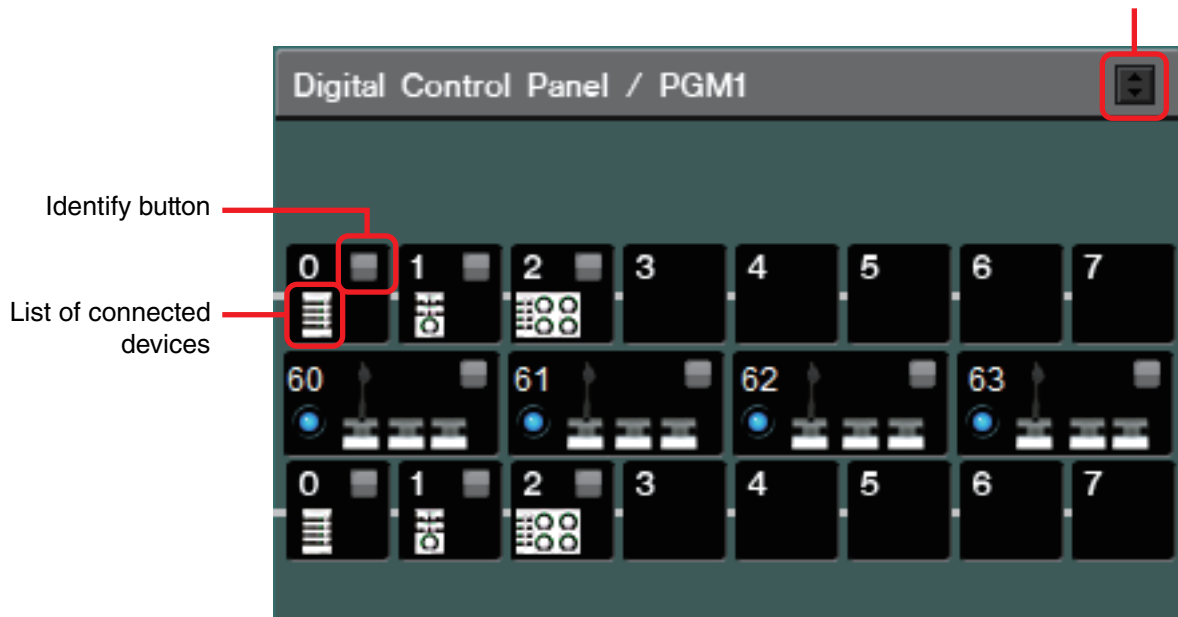 Digital Control Panel / PGM1
Identify button
0 1 2 3 4 5 6 7
List of connected
devices
60 61 62 63
0 1 2 3 4 5 6 7